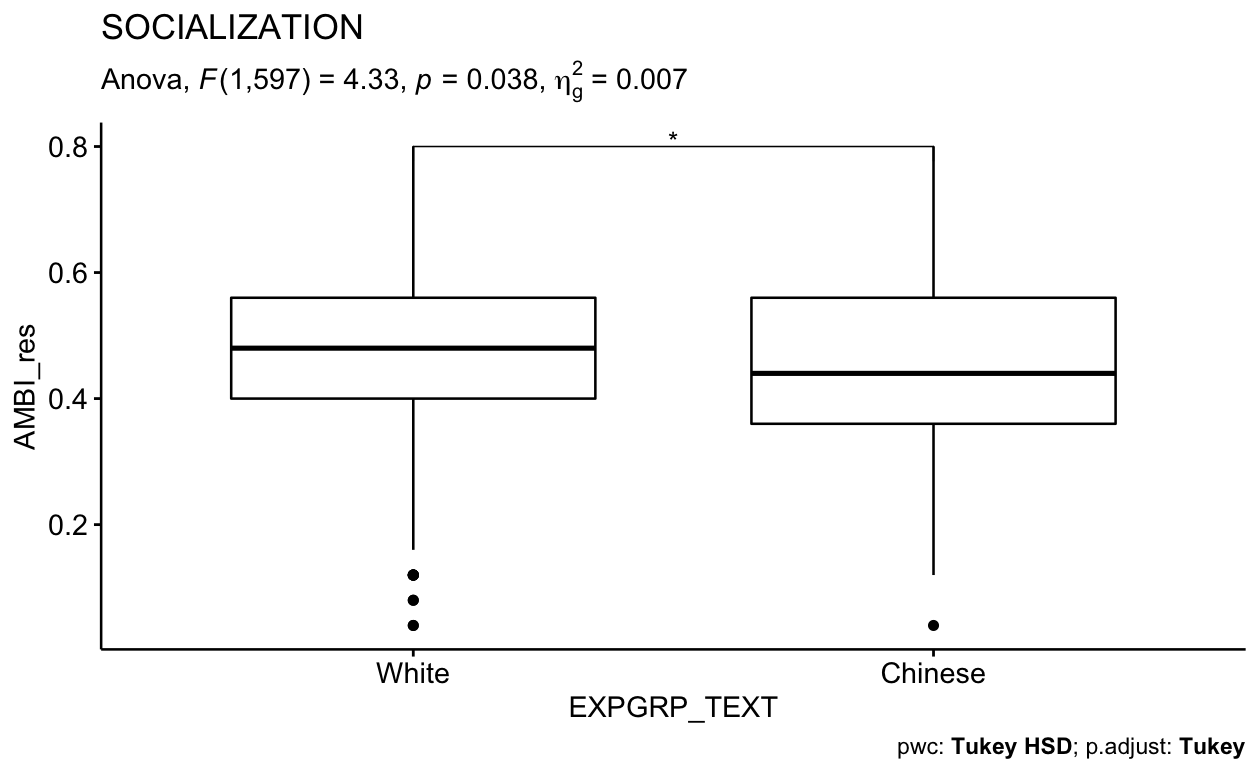 SOCIALIZATION
Anova, F(1,597) = 4.33, p = 0.038, η²g = 0.007
*
0.8
0.6
0.4
0.2
AMBI_res
White Chinese
EXPGRP_TEXT
pwc: Tukey HSD; p.adjust: Tukey